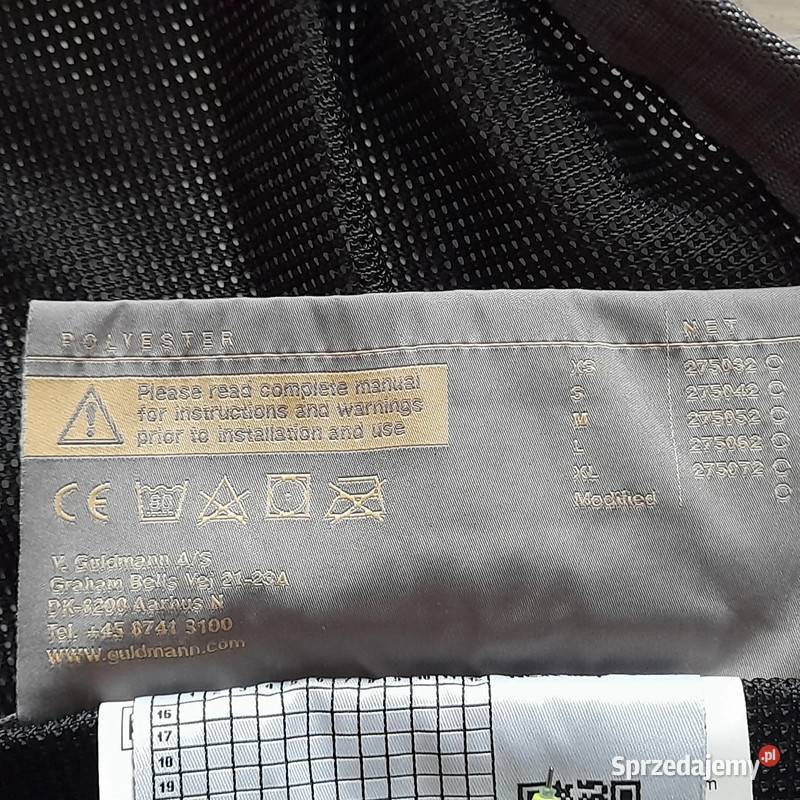 POLYESTER
NET
Please read complete manual
for instructions and warnings
prior to installation and use
XS 275032
S 275042
M 275052
L 275062
XL 275072
Modified
CE
80
V. Guldmann A/S
Graham Bells Vej 21-23A
DK-8200 Aarhus N
Tel. +45 8741 3100
www.guldmann.com
16
17
18
19
m
Sprzedajemy.pl